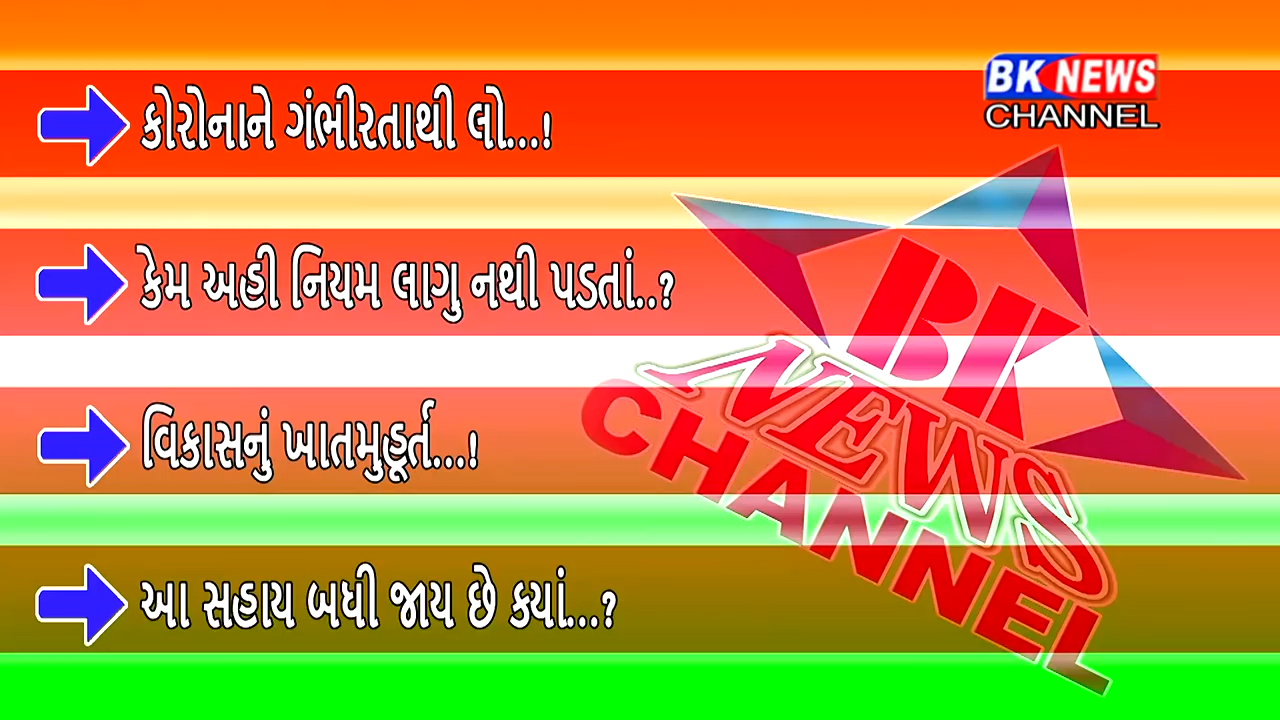 BK NEWS
CHANNEL
કોરોનાને ગંભીરતાથી લો...!
કેમ અહી નિયમ લાગુ નથી પડતાં..?
વિકાસનું ખાતમુહૂર્ત...!
આ સહાય બધી જાય છે ક્યાં...?
BK
NEWS
CHANNEL